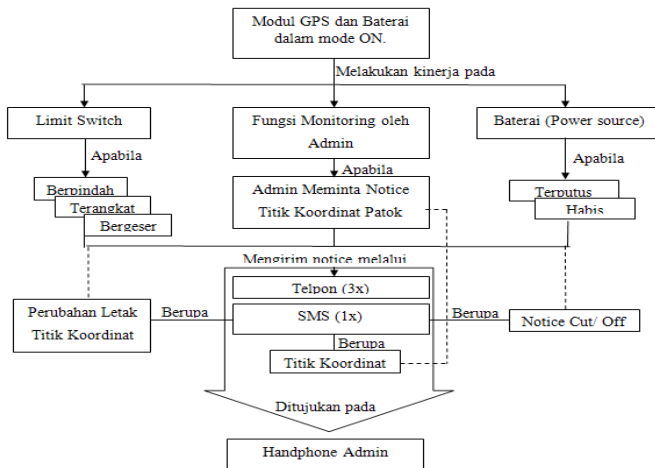 Modul GPS dan Baterai
dalam mode ON.
Melakukan kinerja pada
Limit Switch
Fungsi Monitoring oleh
Admin
Baterai (Power source)
Apabila
Apabila
Apabila
Berpindah
Terangkat
Bergeser
Admin Meminta Notice
Titik Koordinat Patok
Terputus
Habis
Mengirim notice melalui
Telpon (3x)
Perubahan Letak
Titik Koordinat
Berupa
SMS (1x)
Berupa
Notice Cut/ Off
Berupa
Titik Koordinat
Ditujukan pada
Handphone Admin